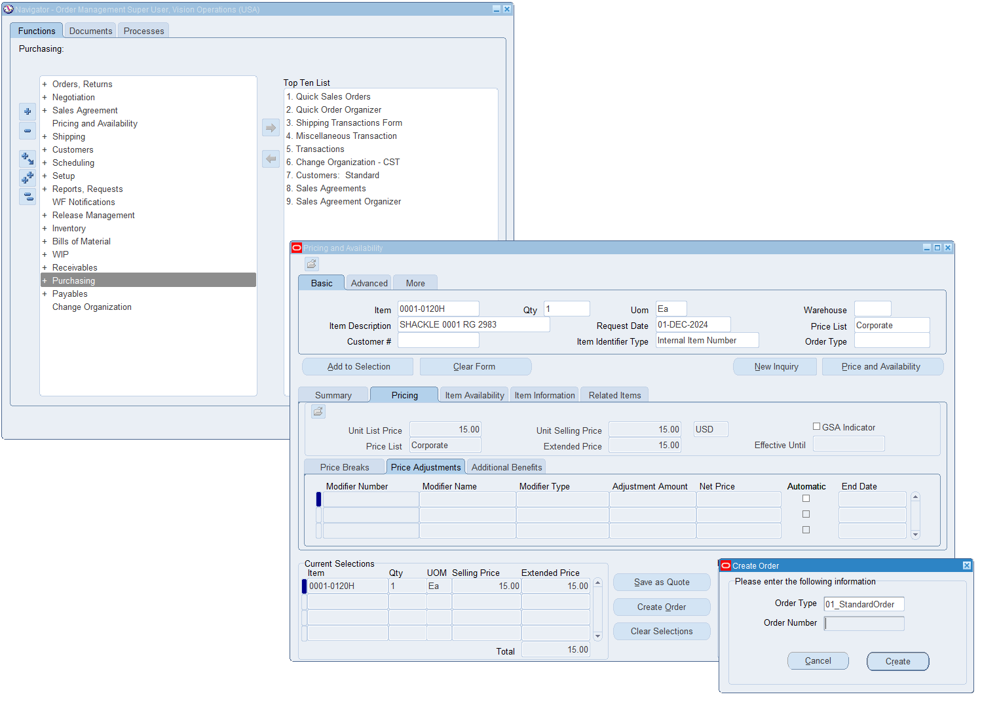 Navigator - Order Management Super User, Vision Operations (USA)
Functions
Documents
Processes
Purchasing:
+ Orders, Returns
+ Negotiation
+ Sales Agreement
Pricing and Availability
+ Shipping
+ Customers
+ Scheduling
+ Setup
+ Reports, Requests
WF Notifications
+ Release Management
+ Inventory
+ Bills of Material
+ WIP
+ Receivables
+ Purchasing
+ Payables
Change Organization
Top Ten List
1. Quick Sales Orders
2. Quick Order Organizer
3. Shipping Transactions Form
4. Miscellaneous Transaction
5. Transactions
6. Change Organization - CST
7. Customers: Standard
8. Sales Agreements
9. Sales Agreement Organizer
Pricing and Availability
Basic
Advanced
More
Item 0001-0120H Qty 1 Uom Ea Warehouse
Item Description SHACKLE 0001 RG 2983 Request Date 01-DEC-2024 Price List Corporate
Customer # Item Identifier Type Internal Item Number Order Type
Add to Selection
Clear Form
New Inquiry
Price and Availability
Summary
Pricing
Item Availability
Item Information
Related Items
Unit List Price 15.00 Unit Selling Price 15.00 USD GSA Indicator
Price List Corporate Extended Price 15.00 Effective Until
Price Breaks
Price Adjustments
Additional Benefits
Modifier Number Modifier Name Modifier Type Adjustment Amount Net Price Automatic End Date
Current Selections
Item Qty UOM Selling Price Extended Price
0001-0120H 1 Ea 15.00 15.00
Total 15.00
Save as Quote
Create Order
Clear Selections
Create Order
Please enter the following information
Order Type 01_StandardOrder
Order Number
Cancel
Create